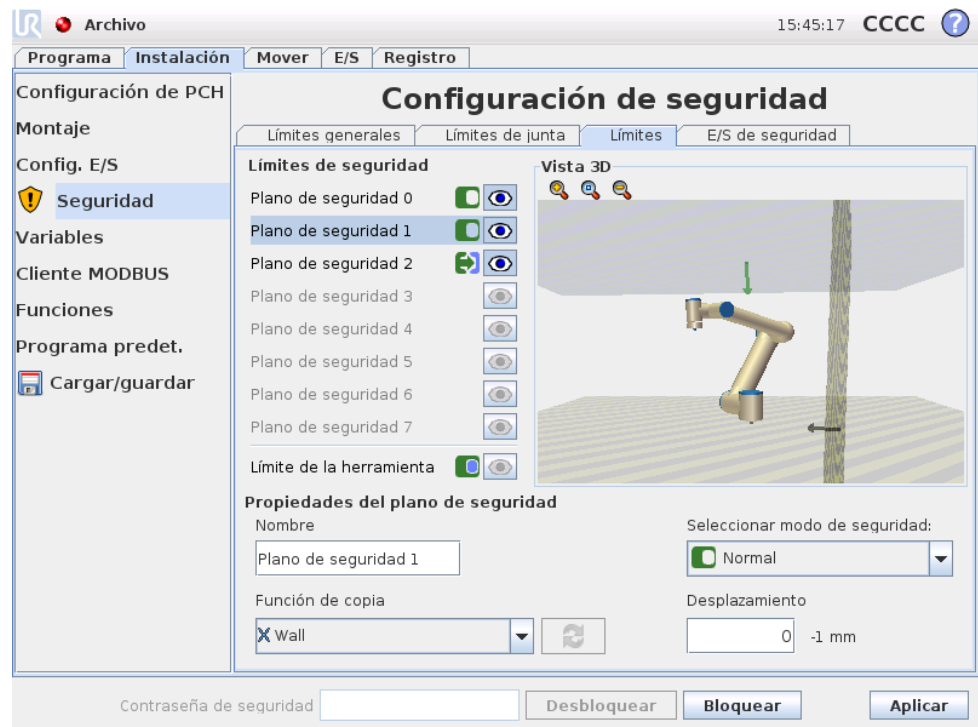 UR Archivo 15:45:17 CCCC ?
Programa Instalación Mover E/S Registro
Configuración de PCH
Montaje
Config. E/S
Seguridad
Variables
Cliente MODBUS
Funciones
Programa predet.
Cargar/guardar
Configuración de seguridad
Límites generales Límites de junta Límites E/S de seguridad
Límites de seguridad
Plano de seguridad 0
Plano de seguridad 1
Plano de seguridad 2
Plano de seguridad 3
Plano de seguridad 4
Plano de seguridad 5
Plano de seguridad 6
Plano de seguridad 7
Límite de la herramienta
Vista 3D
Propiedades del plano de seguridad
Nombre
Plano de seguridad 1
Seleccionar modo de seguridad:
Normal
Función de copia
Wall
Desplazamiento
0 -1 mm
Contraseña de seguridad Desbloquear Bloquear Aplicar